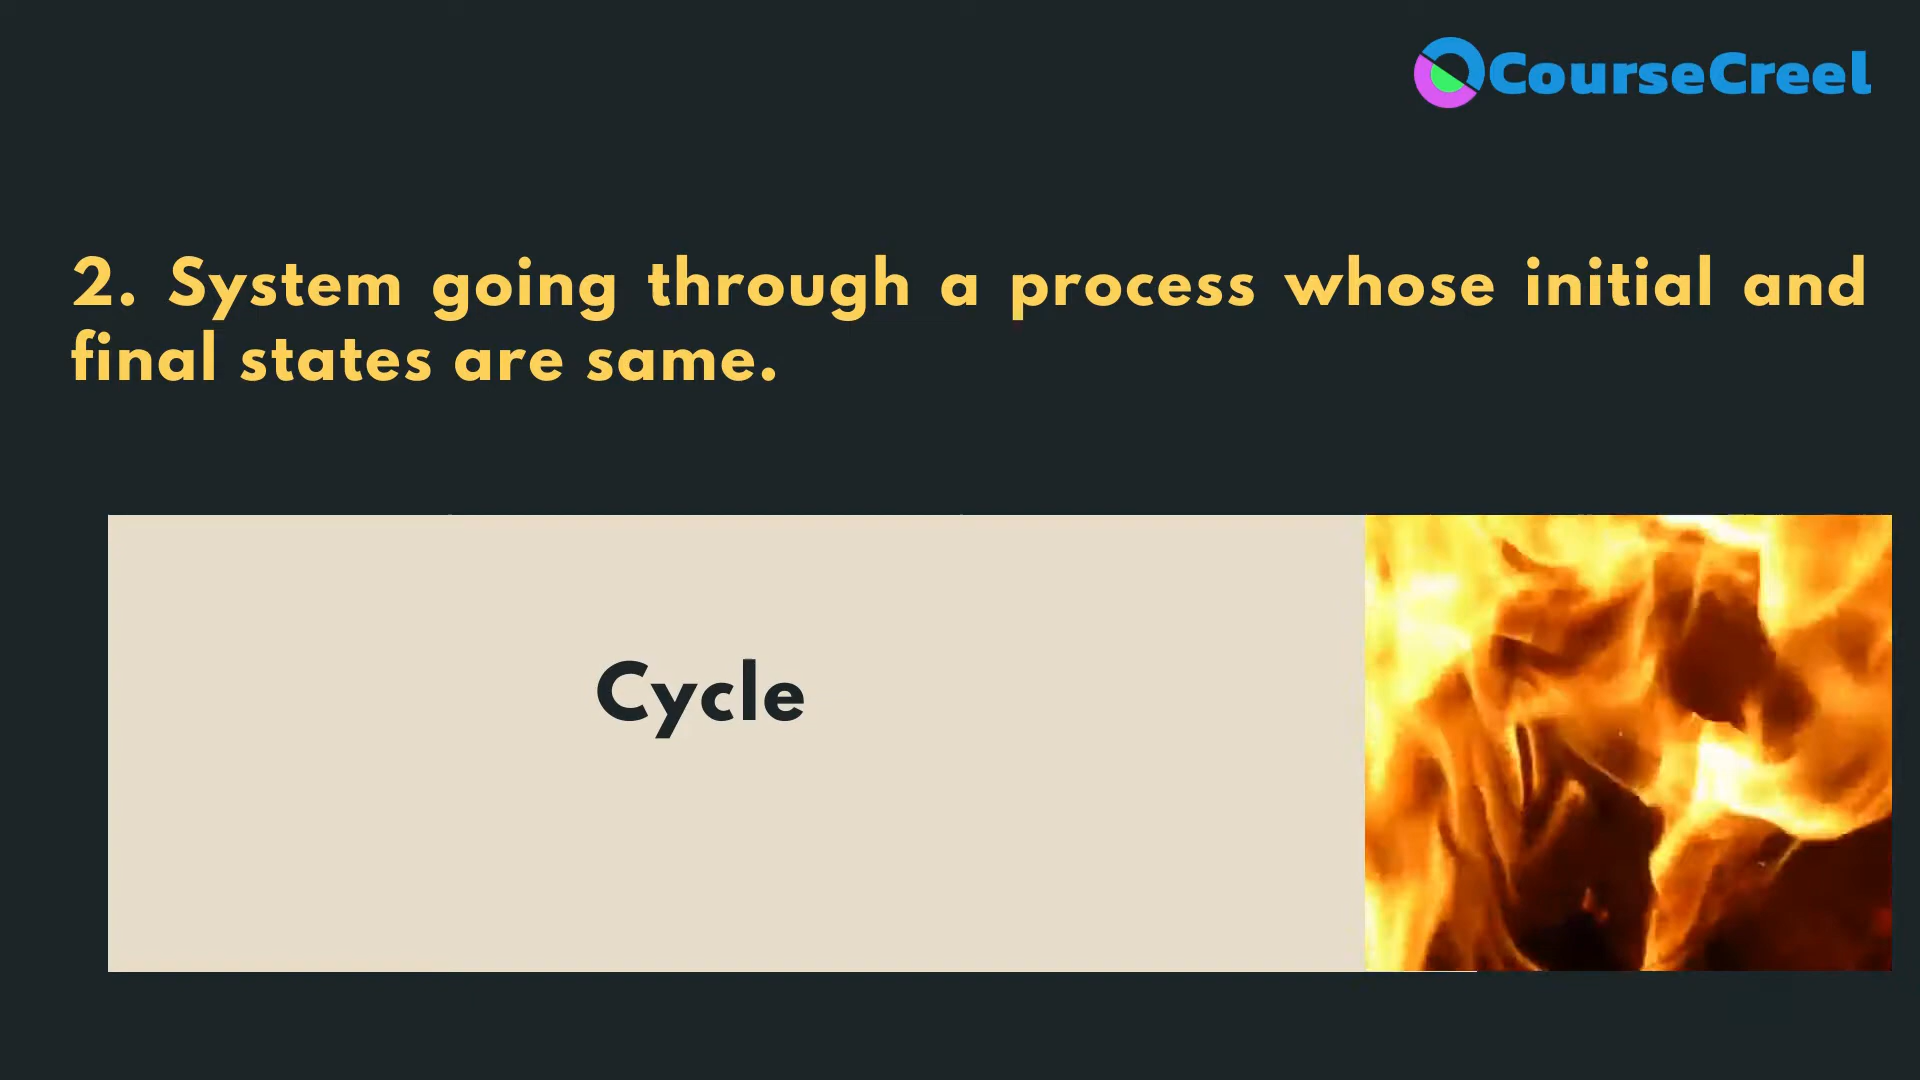 CourseCreel
2. System going through a process whose initial and
final states are same.
Cycle